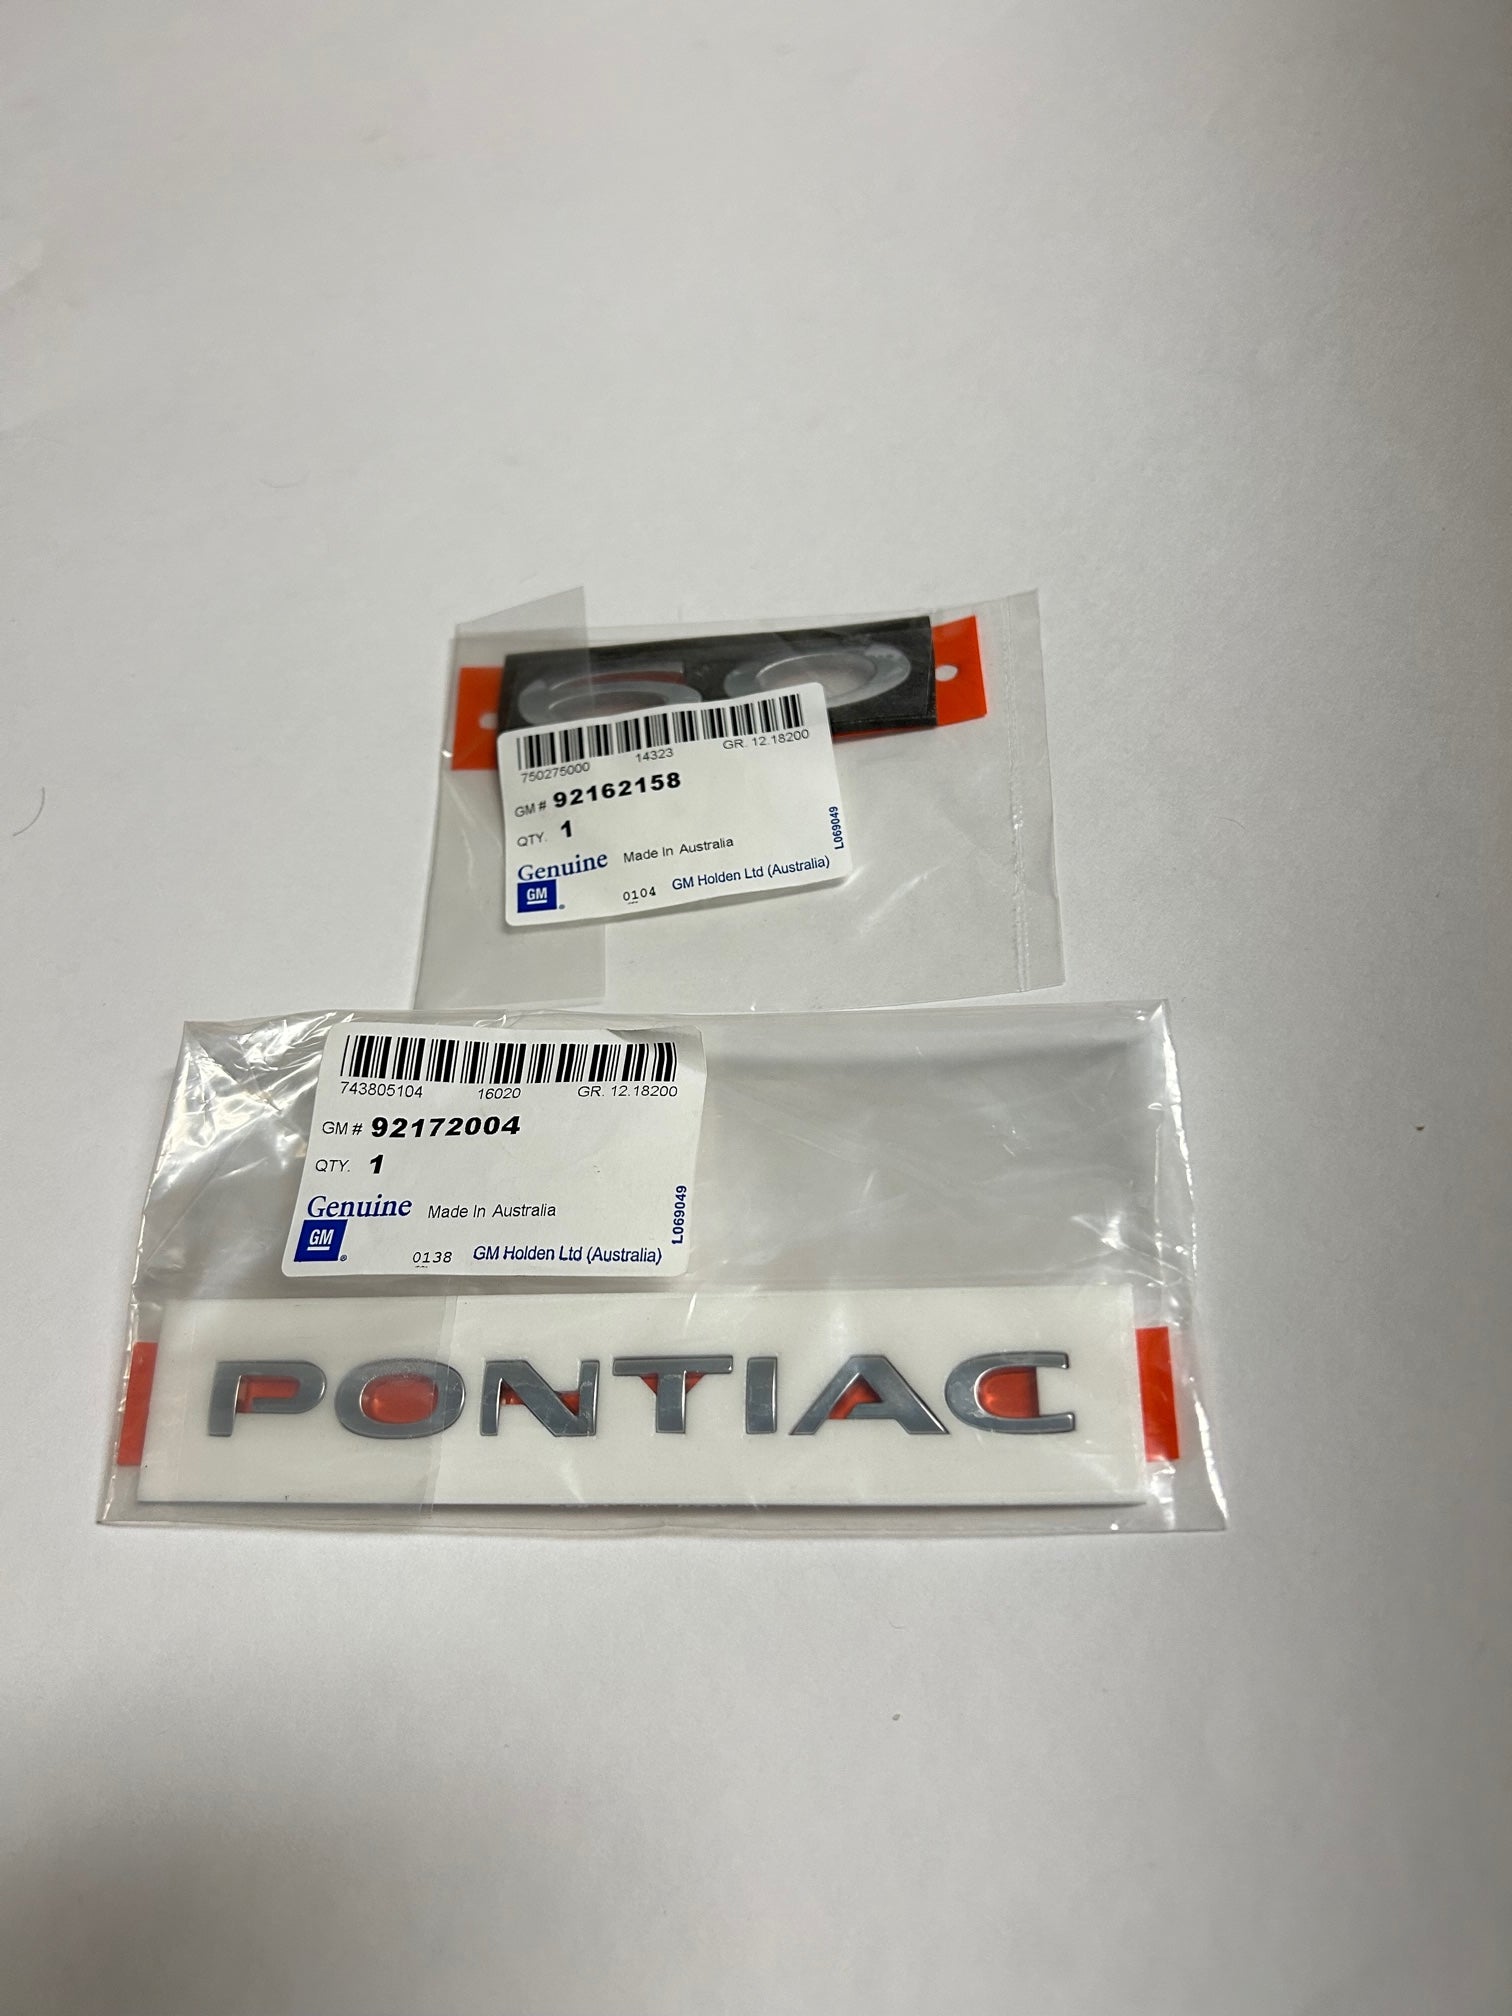 750275000 14323 GR. 12.18200
GM # 92162158
QTY. 1
Genuine Made In Australia
GM ® 0104 GM Holden Ltd (Australia)
L069049
743805104 16020 GR. 12.18200
GM # 92172004
QTY. 1
Genuine Made In Australia
GM ® 0138 GM Holden Ltd (Australia)
L069049
PONTIAC